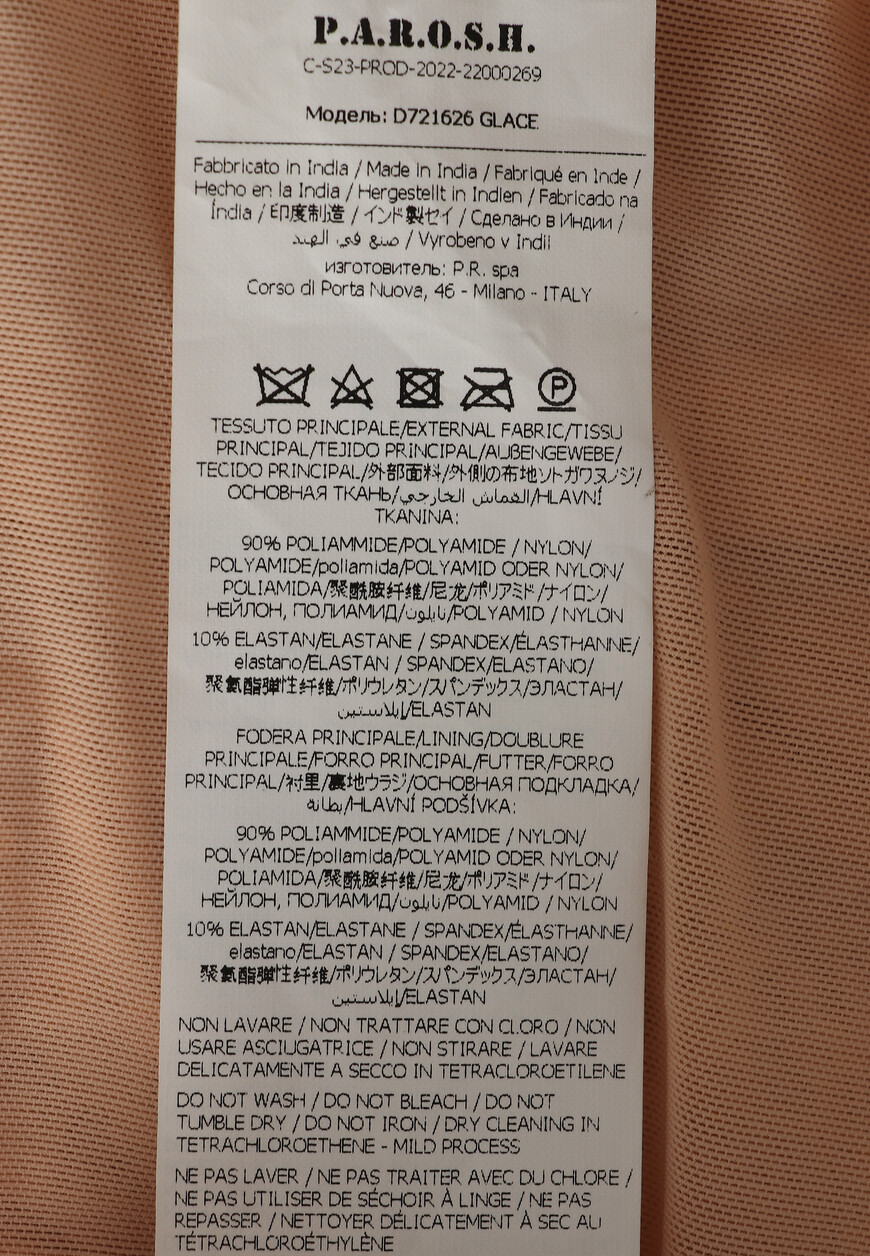 P.A.R.O.S.H.
C-S23-PROD-2022-22000269
Модель: D721626 GLACE
Fabbricato in India / Made in India / Fabriqué en Inde /
Hecho en la India / Hergestellt in Indien / Fabricado na
Índia / 印度制造 / インド製セイ / Сделано в Индии /
صنع في الهند / Vyrobeno v Indii
изготовитель: P.R. spa
Corso di Porta Nuova, 46 - Milano - ITALY
P
TESSUTO PRINCIPALE/EXTERNAL FABRIC/TISSU
PRINCIPAL/TEJIDO PRINCIPAL/AUßENGEWEBE/
TECIDO PRINCIPAL/外部面料/外側の布地ソトガワヌノジ/
ОСНОВНАЯ ТКАНЬ/القماش الخارجي/HLAVNÍ
TKANINA:
90% POLIAMMIDE/POLYAMIDE / NYLON/
POLYAMIDE/poliamida/POLYAMID ODER NYLON/
POLIAMIDA/聚酰胺纤维/尼龙/ポリアミド/ナイロン/
НЕЙЛОН, ПОЛИАМИД/نايلون/POLYAMID / NYLON
10% ELASTAN/ELASTANE / SPANDEX/ÉLASTHANNE/
elastano/ELASTAN / SPANDEX/ELASTANO/
聚氨酯弹性纤维/ポリウレタン/スパンデックス/ЭЛАСТАН/
إيلاستين/ELASTAN
FODERA PRINCIPALE/LINING/DOUBLURE
PRINCIPALE/FORRO PRINCIPAL/FUTTER/FORRO
PRINCIPAL/衬里/裏地ウラジ/ОСНОВНАЯ ПОДКЛАДКА/
بطانة/HLAVNÍ PODŠÍVKA:
90% POLIAMMIDE/POLYAMIDE / NYLON/
POLYAMIDE/poliamida/POLYAMID ODER NYLON/
POLIAMIDA/聚酰胺纤维/尼龙/ポリアミド/ナイロン/
НЕЙЛОН, ПОЛИАМИД/نايلون/POLYAMID / NYLON
10% ELASTAN/ELASTANE / SPANDEX/ÉLASTHANNE/
elastano/ELASTAN / SPANDEX/ELASTANO/
聚氨酯弹性纤维/ポリウレタン/スパンデックス/ЭЛАСТАН/
إيلاستين/ELASTAN
NON LAVARE / NON TRATTARE CON CLORO / NON
USARE ASCIUGATRICE / NON STIRARE / LAVARE
DELICATAMENTE A SECCO IN TETRACLOROETILENE
DO NOT WASH / DO NOT BLEACH / DO NOT
TUMBLE DRY / DO NOT IRON / DRY CLEANING IN
TETRACHLOROETHENE - MILD PROCESS
NE PAS LAVER / NE PAS TRAITER AVEC DU CHLORE /
NE PAS UTILISER DE SÉCHOIR À LINGE / NE PAS
REPASSER / NETTOYER DÉLICATEMENT À SEC AU
TÉTRACHLOROÉTHYLÈNE